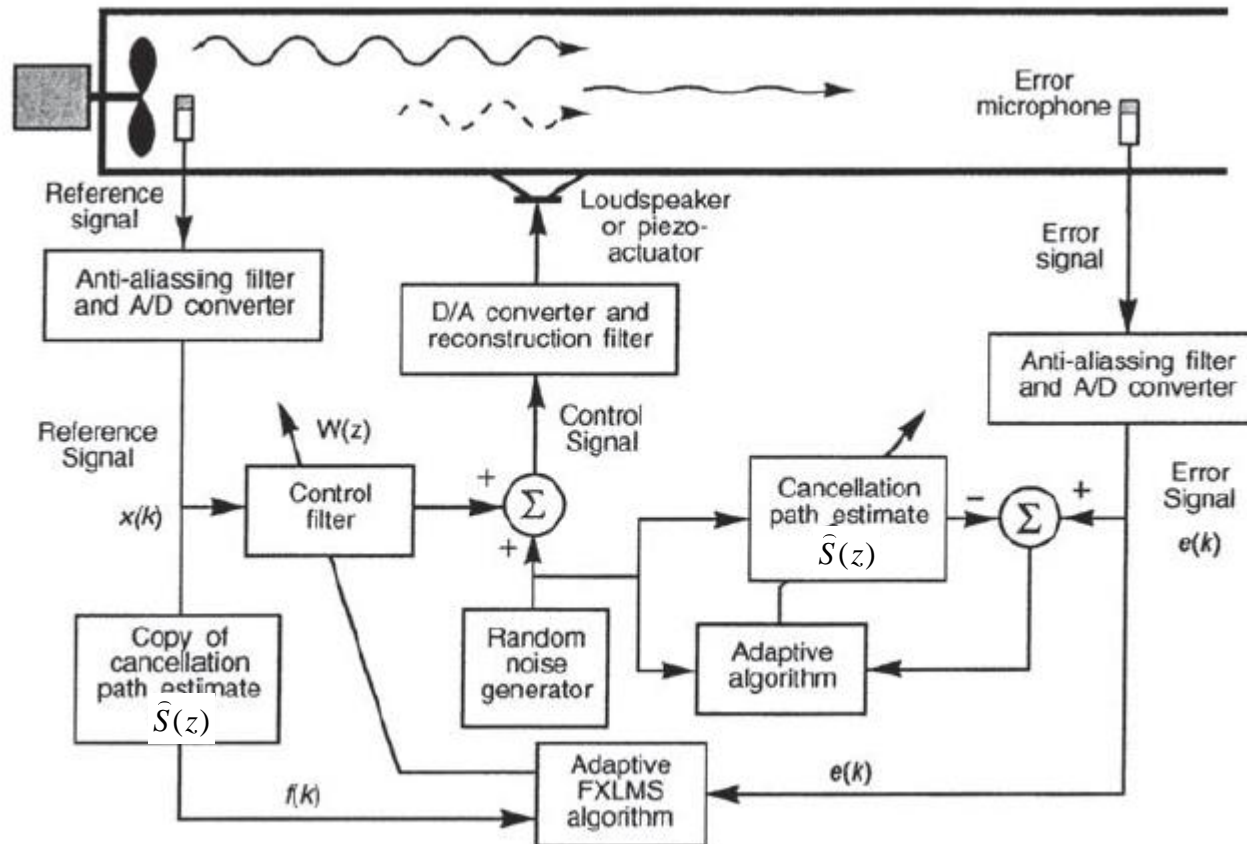 Error
microphone
Reference
signal
Loudspeaker
or piezo-
actuator
Error
signal
Anti-aliassing filter
and A/D converter
D/A converter and
reconstruction filter
Anti-aliassing filter
and A/D converter
Reference
Signal
x(k)
W(z)
Control
filter
Control
Signal
+
Σ
+
Cancellation
path estimate
Ŝ(z)
−
Σ
+
Error
Signal
e(k)
Copy of
cancellation
path estimate
Ŝ(z)
Random
noise
generator
Adaptive
algorithm
f(k)
Adaptive
FXLMS
algorithm
e(k)